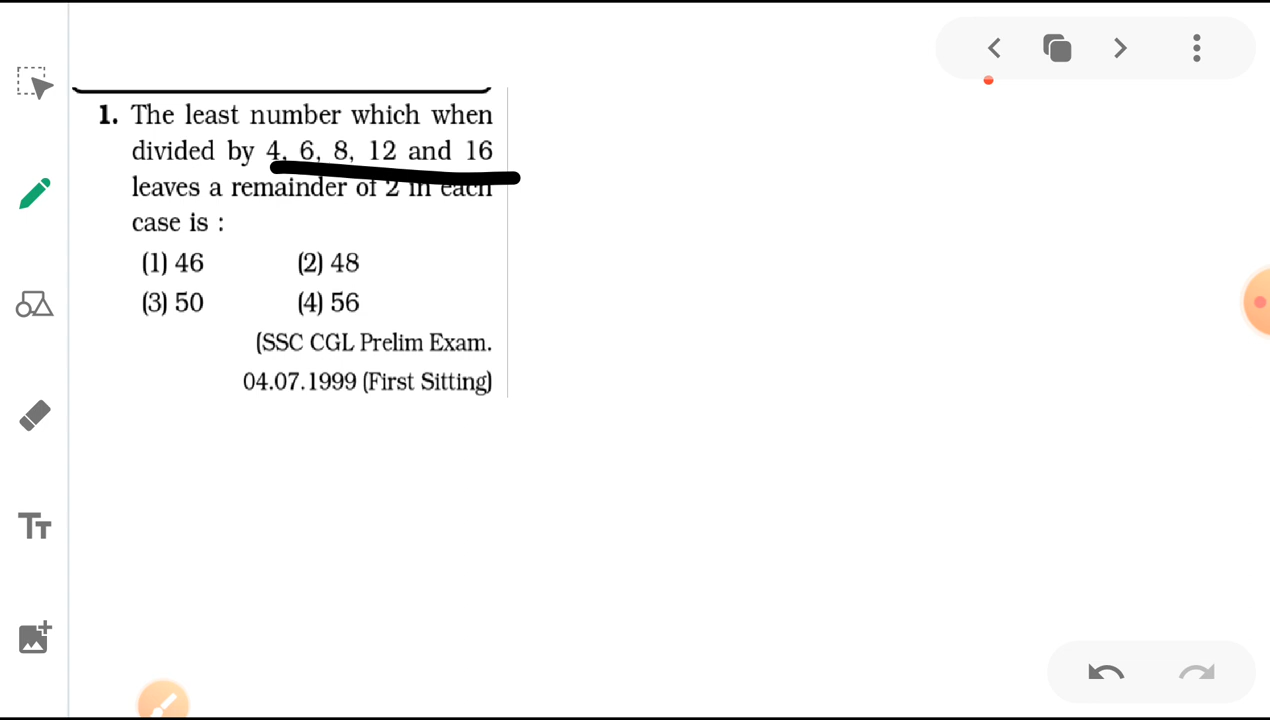 1. The least number which when
divided by 4, 6, 8, 12 and 16
leaves a remainder of 2 in each
case is :
(1) 46 (2) 48
(3) 50 (4) 56
(SSC CGL Prelim Exam.
04.07.1999 (First Sitting)
TT